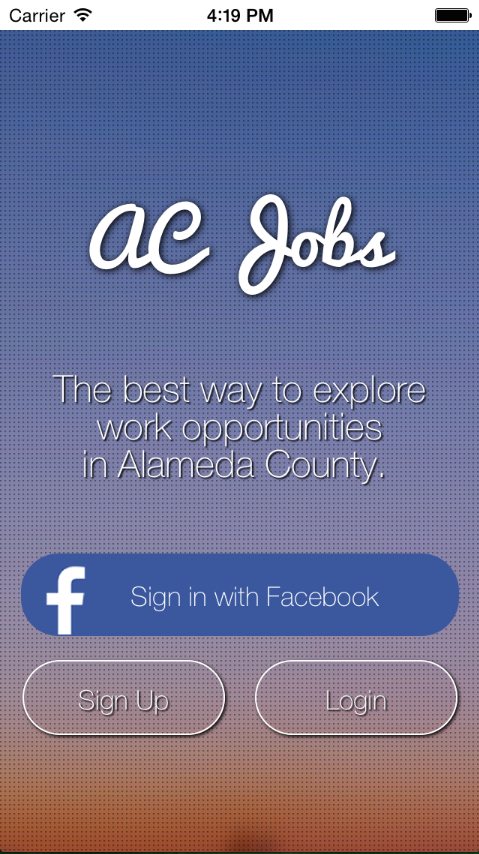 Carrier 4:19 PM
AC Jobs
The best way to explore
work opportunities
in Alameda County.
f Sign in with Facebook
Sign Up Login